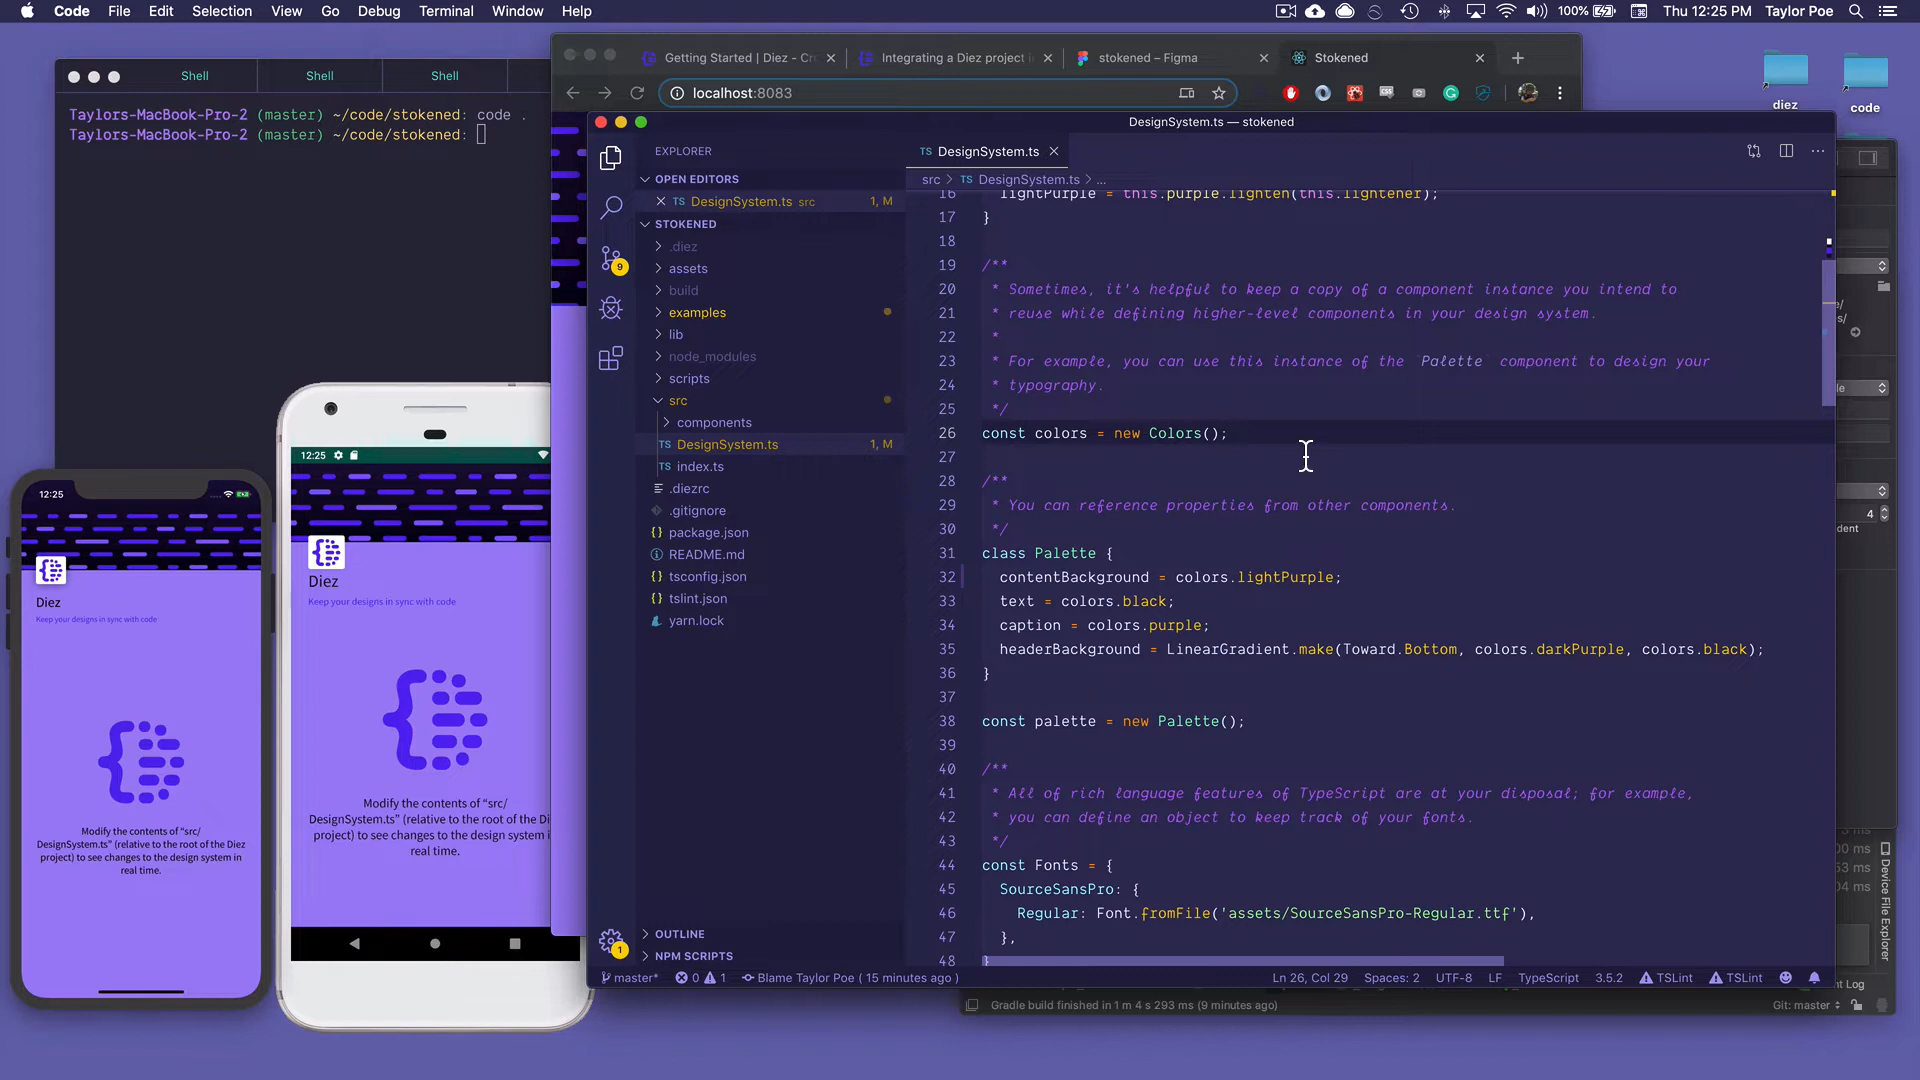 Code File Edit Selection View Go Debug Terminal Window Help
100% Thu 12:25 PM Taylor Poe
Shell Shell Shell
Taylors-MacBook-Pro-2 (master) ~/code/stokened: code .
Taylors-MacBook-Pro-2 (master) ~/code/stokened:
Getting Started | Diez - Cr
Integrating a Diez project i
stokened – Figma
Stokened
localhost:8083
diez
code
DesignSystem.ts — stokened
EXPLORER
OPEN EDITORS
DesignSystem.ts src 1, M
STOKENED
.diez
assets
build
examples
lib
node_modules
scripts
src
components
TS DesignSystem.ts 1, M
TS index.ts
.diezrc
.gitignore
{} package.json
README.md
{} tsconfig.json
{} tslint.json
yarn.lock
OUTLINE
NPM SCRIPTS
9
1
TS DesignSystem.ts
src > TS DesignSystem.ts > ...
16 lightPurple = this.purple.lighten(this.lightener);
17 }
18
19 /**
20 * Sometimes, it's helpful to keep a copy of a component instance you intend to
21 * reuse while defining higher-level components in your design system.
22 *
23 * For example, you can use this instance of the `Palette` component to design your
24 * typography.
25 */
26 const colors = new Colors();
27
28 /**
29 * You can reference properties from other components.
30 */
31 class Palette {
32 contentBackground = colors.lightPurple;
33 text = colors.black;
34 caption = colors.purple;
35 headerBackground = LinearGradient.make(Toward.Bottom, colors.darkPurple, colors.black);
36 }
37
38 const palette = new Palette();
39
40 /**
41 * All of rich language features of TypeScript are at your disposal; for example,
42 * you can define an object to keep track of your fonts.
43 */
44 const Fonts = {
45 SourceSansPro: {
46 Regular: Font.fromFile('assets/SourceSansPro-Regular.ttf'),
47 },
48 }
master* 0 1 Blame Taylor Poe ( 15 minutes ago )
Ln 26, Col 29 Spaces: 2 UTF-8 LF TypeScript 3.5.2 TSLint TSLint
Gradle build finished in 1 m 4 s 293 ms (9 minutes ago)
Git: master
Device File Explorer
4
12:25
Diez
Keep your designs in sync with code
Modify the contents of “src/
DesignSystem.ts” (relative to the root of the Diez
project) to see changes to the design system in
real time.
12:25
Diez
Keep your designs in sync with code
Modify the contents of “src/
DesignSystem.ts” (relative to the root of the Di
project) to see changes to the design system i
real time.